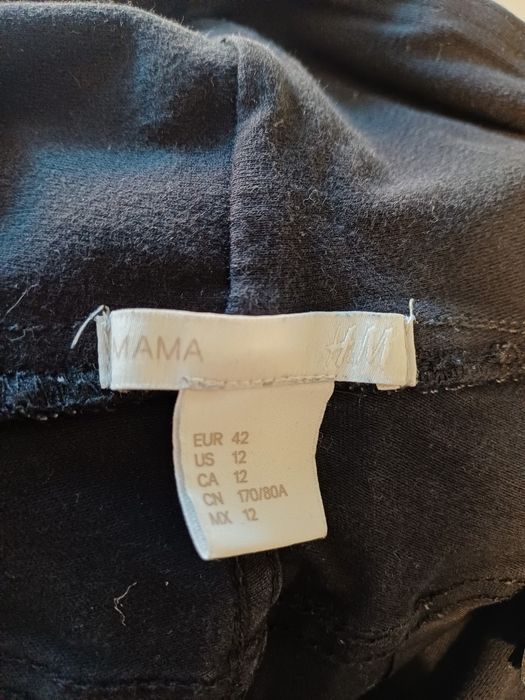 MAMA H&M
EUR 42
US 12
CA 12
CN 170/80A
MX 12